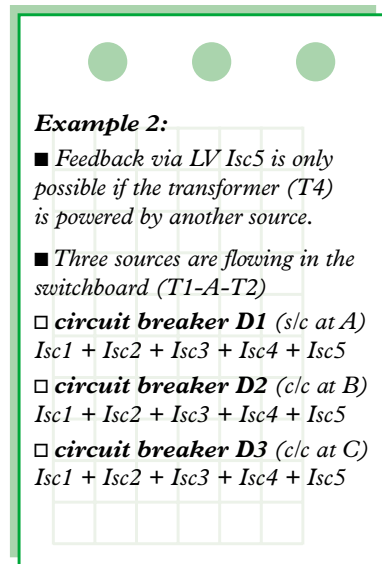 Example 2:
■ Feedback via LV Isc5 is only
possible if the transformer (T4)
is powered by another source.
■ Three sources are flowing in the
switchboard (T1-A-T2)
□ circuit breaker D1 (s/c at A)
Isc1 + Isc2 + Isc3 + Isc4 + Isc5
□ circuit breaker D2 (c/c at B)
Isc1 + Isc2 + Isc3 + Isc4 + Isc5
□ circuit breaker D3 (c/c at C)
Isc1 + Isc2 + Isc3 + Isc4 + Isc5